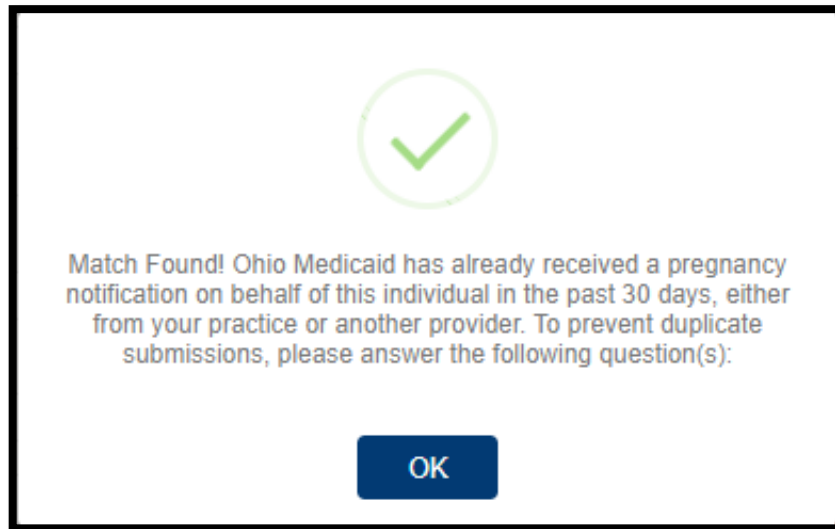 Match Found! Ohio Medicaid has already received a pregnancy
notification on behalf of this individual in the past 30 days, either
from your practice or another provider. To prevent duplicate
submissions, please answer the following question(s):
OK